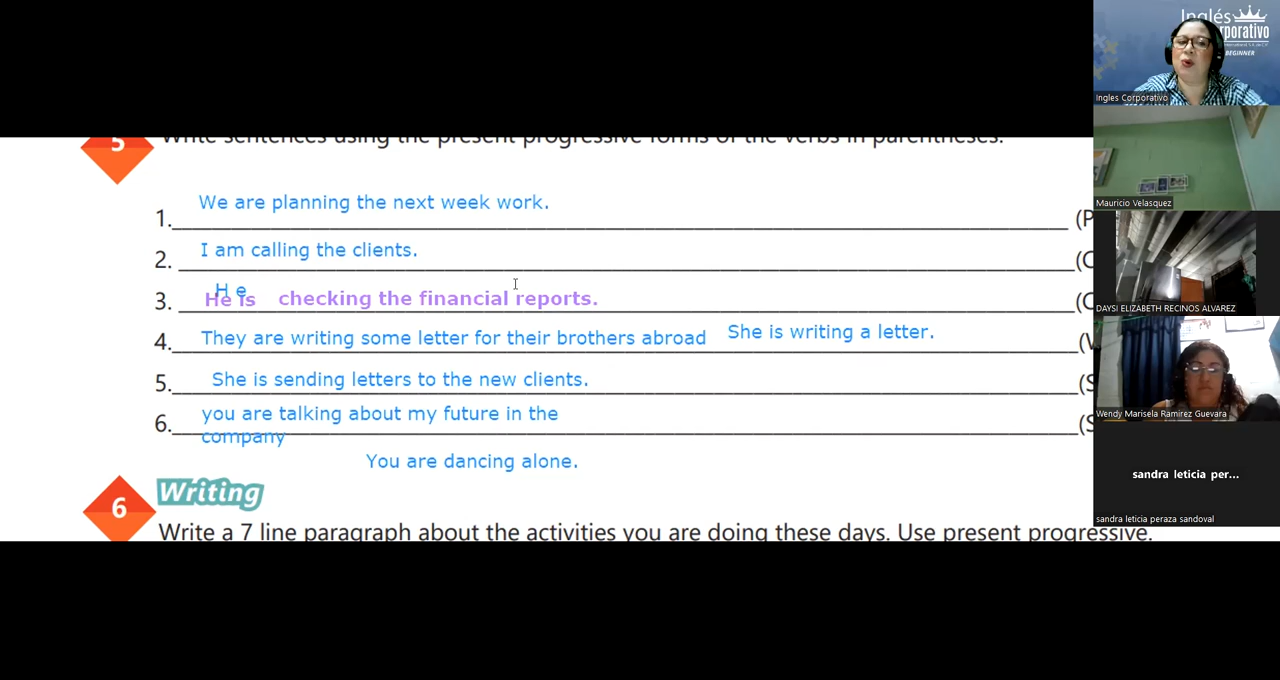 5 Write sentences using the present progressive forms of the verbs in parentheses.
We are planning the next week work.
1. (P
I am calling the clients.
2. (C
H e
3. He is checking the financial reports. (C
4. They are writing some letter for their brothers abroad She is writing a letter.
5. She is sending letters to the new clients. (S
6. you are talking about my future in the (S
company
You are dancing alone.
Writing
6 Write a 7 line paragraph about the activities you are doing these days. Use present progressive.
Inglés
BEGINNER
Ingles Corporativo
Mauricio Velasquez
DAYSI ELIZABETH RECINOS ALVAREZ
Wendy Marisela Ramirez Guevara
sandra leticia per...
sandra leticia peraza sandoval